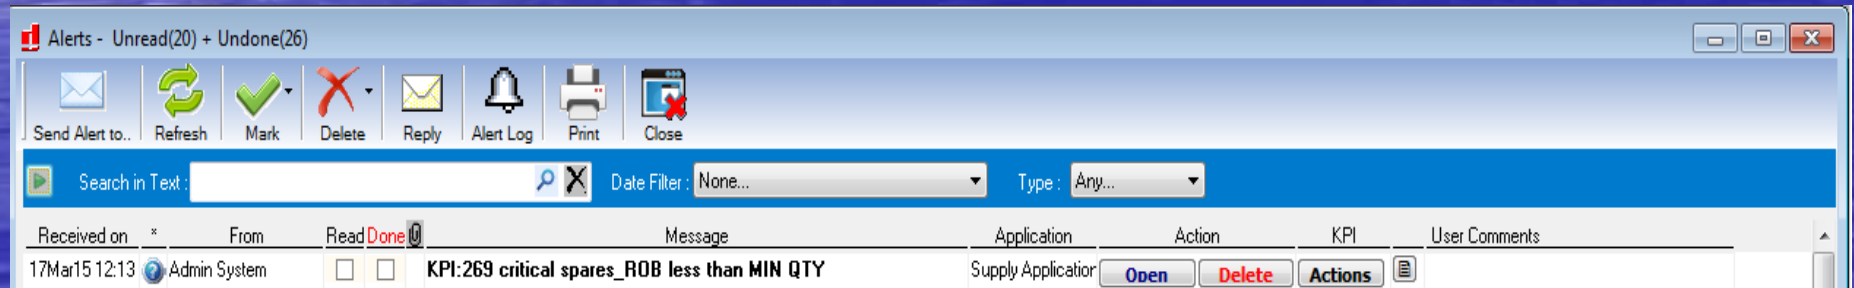 Alerts - Unread(20) + Undone(26)
Send Alert to.. Refresh Mark Delete Reply Alert Log Print Close
Search in Text : Date Filter : None... Type : Any...
Received on * From Read Done Message Application Action KPI User Comments
17Mar15 12:13 Admin System KPI:269 critical spares_ROB less than MIN QTY Supply Application Open Delete Actions